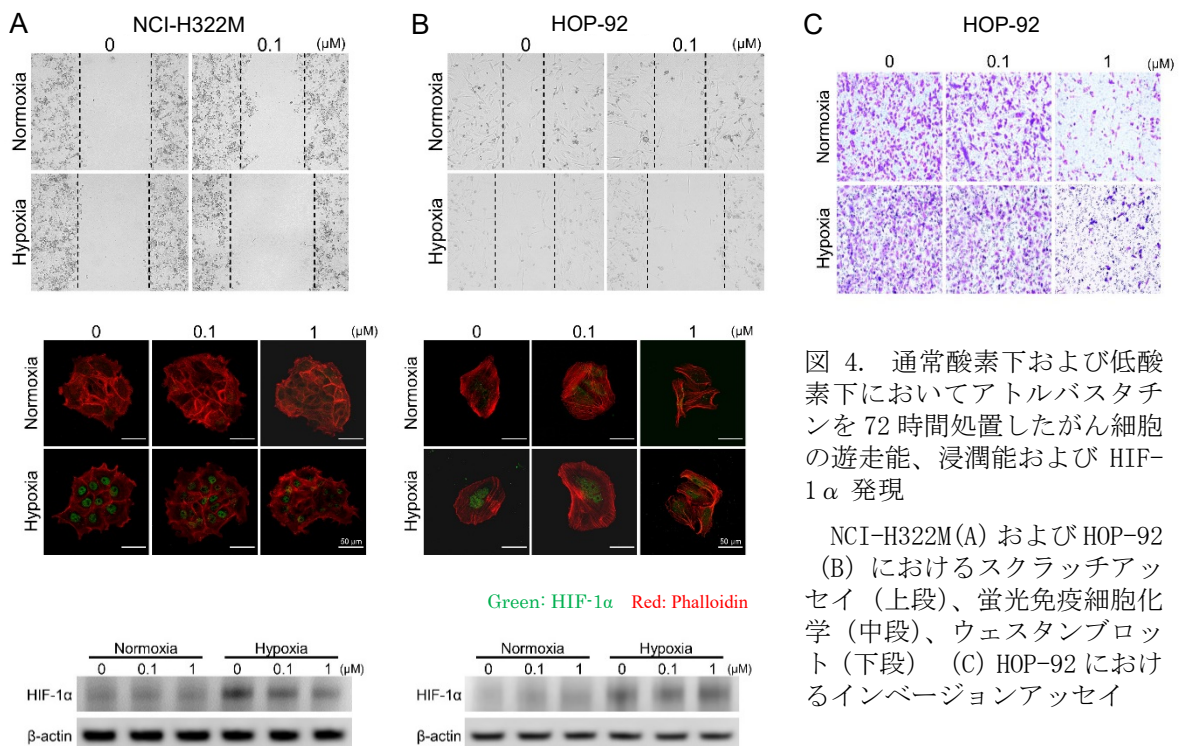 A
NCI-H322M
0 0.1 (μM)
Normoxia
Hypoxia
0 0.1 1 (μM)
Normoxia
Hypoxia
50 μm
Normoxia Hypoxia
0 0.1 1 0 0.1 1 (μM)
HIF-1α
β-actin
B
HOP-92
0 0.1 (μM)
Normoxia
Hypoxia
0 0.1 1 (μM)
Normoxia
Hypoxia
50 μm
Green: HIF-1α Red: Phalloidin
Normoxia Hypoxia
0 0.1 1 0 0.1 1 (μM)
HIF-1α
β-actin
C
HOP-92
0 0.1 1 (μM)
Normoxia
Hypoxia
図 4. 通常酸素下および低酸
素下においてアトルバスタチ
ンを 72 時間処置したがん細胞
の遊走能、浸潤能および HIF-
1α 発現
NCI-H322M(A) および HOP-92
(B) におけるスクラッチアッ
セイ（上段）、蛍光免疫細胞化
学（中段）、ウェスタンブロッ
ト（下段） (C) HOP-92 におけ
るインベージョンアッセイ